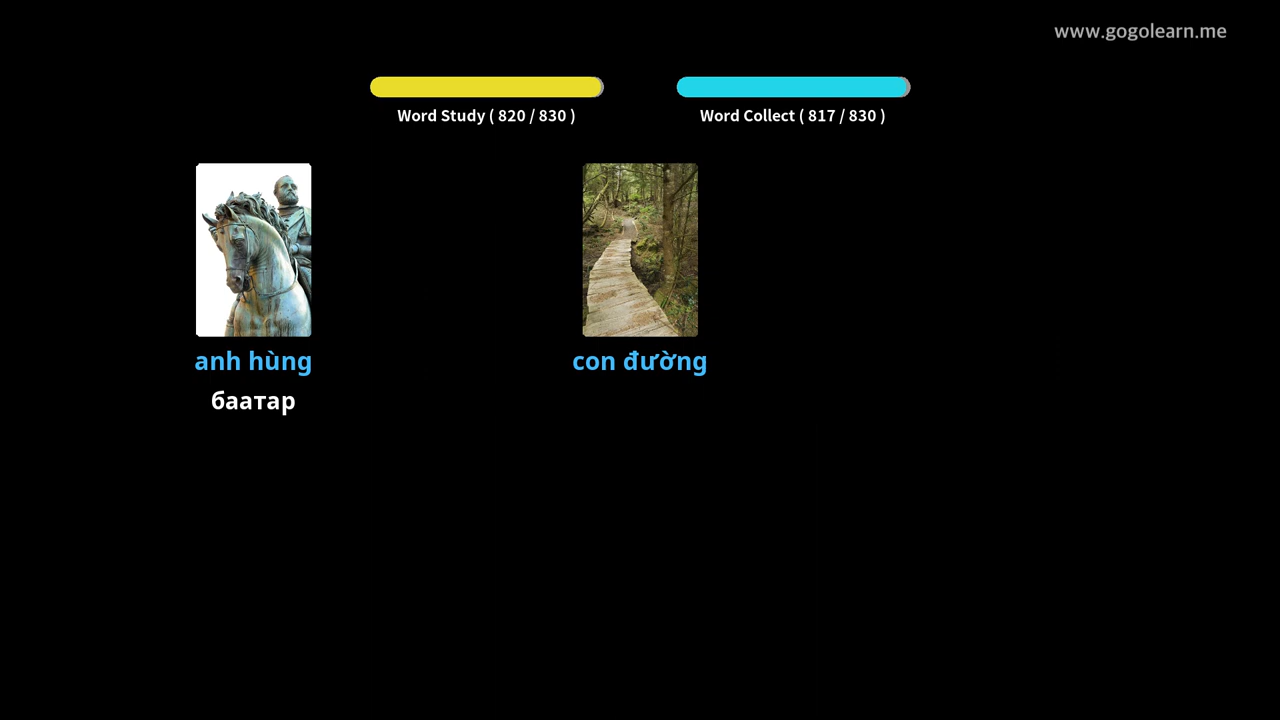 www.gogolearn.me
Word Study ( 820 / 830 )
Word Collect ( 817 / 830 )
anh hùng
con đường
баатар